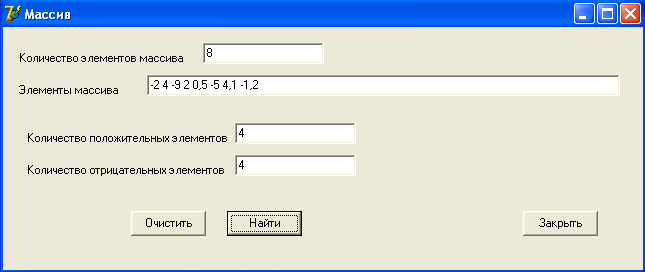 Массив
Количество элементов массива 8
Элементы массива -2 4 -9 2 0,5 -5 4,1 -1,2
Количество положительных элементов 4
Количество отрицательных элементов 4
Очистить Найти Закрыть